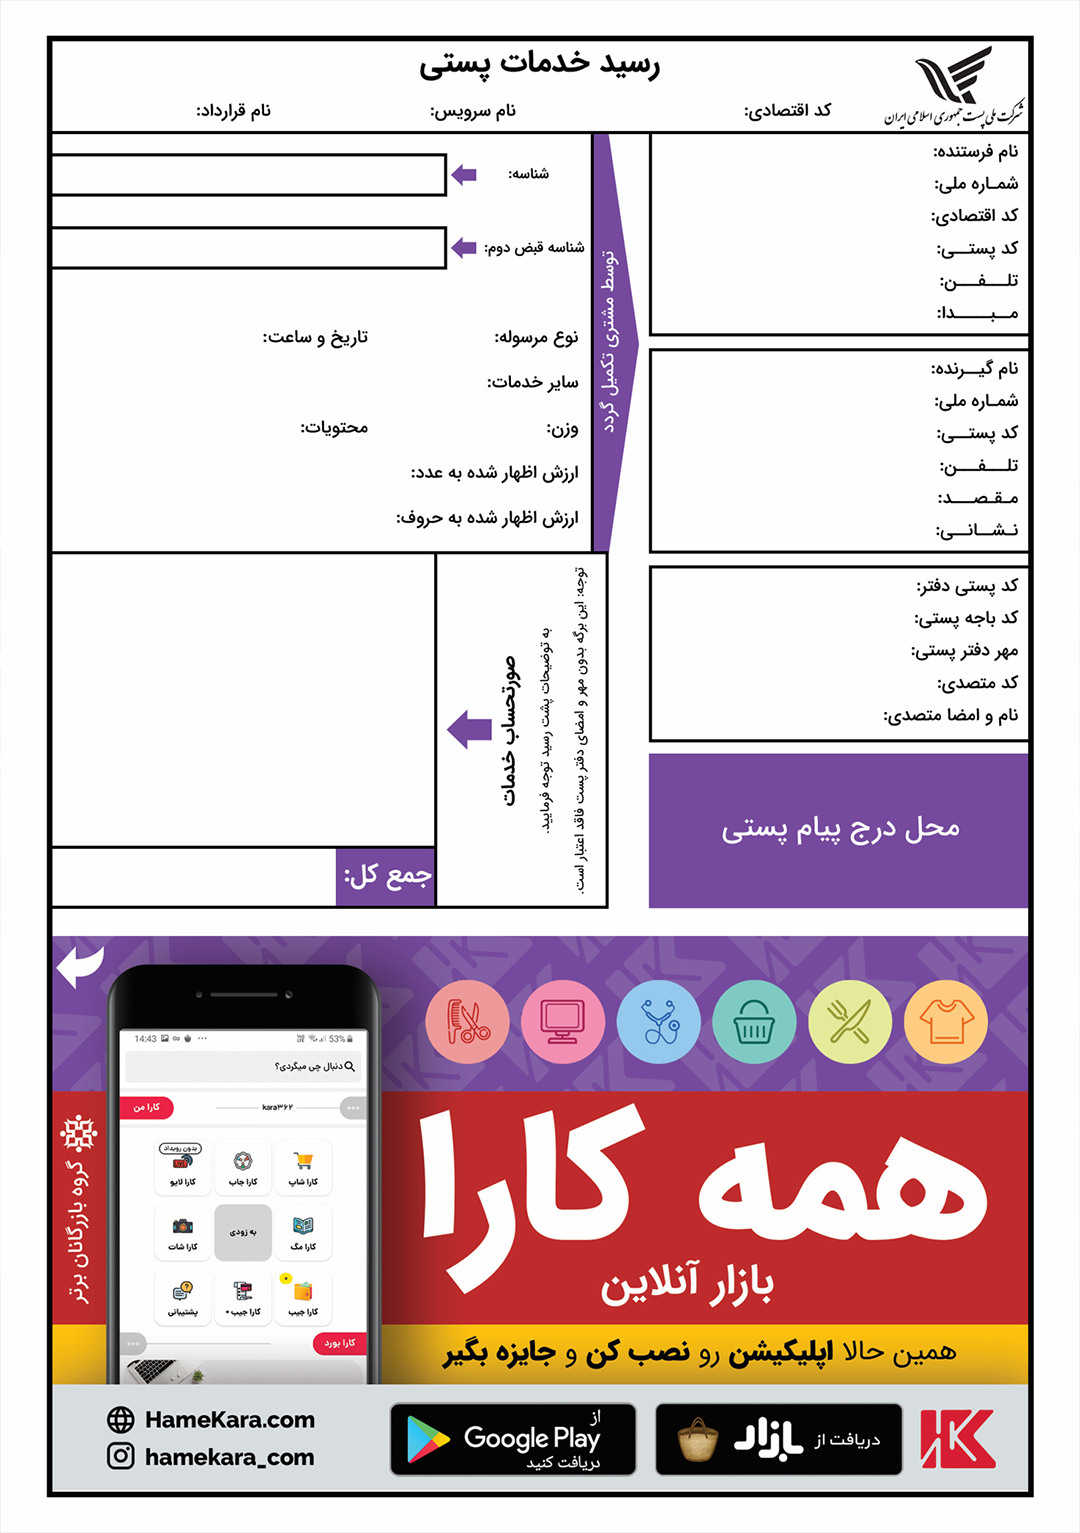 رسید خدمات پستی
شرکت ملی پست جمهوری اسلامی ایران
کد اقتصادی:
نام سرویس:
نام قرارداد:
نام فرستنده:
شماره ملی:
کد اقتصادی:
کد پستی:
تلفن:
مبدا:
نام گیرنده:
شماره ملی:
کد پستی:
تلفن:
مقصد:
نشانی:
کد پستی دفتر:
کد باجه پستی:
مهر دفتر پستی:
کد متصدی:
نام و امضا متصدی:
محل درج پیام پستی
توسط مشتری تکمیل گردد
شناسه:
شناسه قبض دوم:
نوع مرسوله:
تاریخ و ساعت:
سایر خدمات:
وزن:
محتویات:
ارزش اظهار شده به عدد:
ارزش اظهار شده به حروف:
توجه: این برگه بدون مهر و امضای دفتر پست فاقد اعتبار است.
به توضیحات پشت رسید توجه فرمایید.
صورتحساب خدمات
جمع کل:
14:43
53%
دنبال چی میگردی؟
کارا من
kara۳۶۲
بدون رویداد
کارا شاپ
کارا جاب
کارا لایو
کارا مگ
به زودی
کارا شات
کارا جیب
کارا جیب +
پشتیبانی
کارا بورد
گروه بازرگانان برتر
همه کارا
بازار آنلاین
همین حالا اپلیکیشن رو نصب کن و جایزه بگیر
دریافت از بازار
از
Google Play
دریافت کنید
HameKara.com
hamekara_com